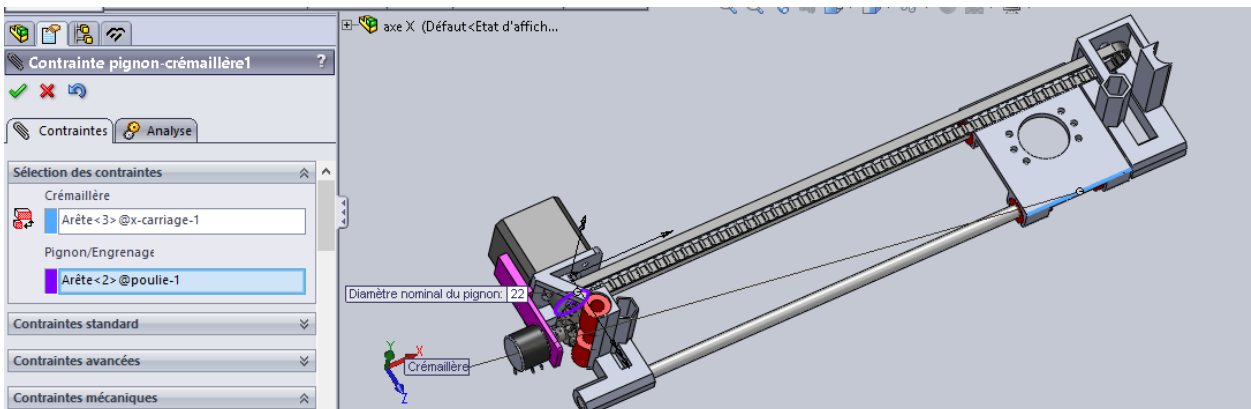 axe X (Défaut<Etat d'affich...
Contrainte pignon-crémaillère1 ?
Contraintes Analyse
Sélection des contraintes
Crémaillère
Arête<3>@x-carriage-1
Pignon/Engrenage
Arête<2>@poulie-1
Contraintes standard
Contraintes avancées
Contraintes mécaniques
Diamètre nominal du pignon: 22
Crémaillère
Y
X
Z